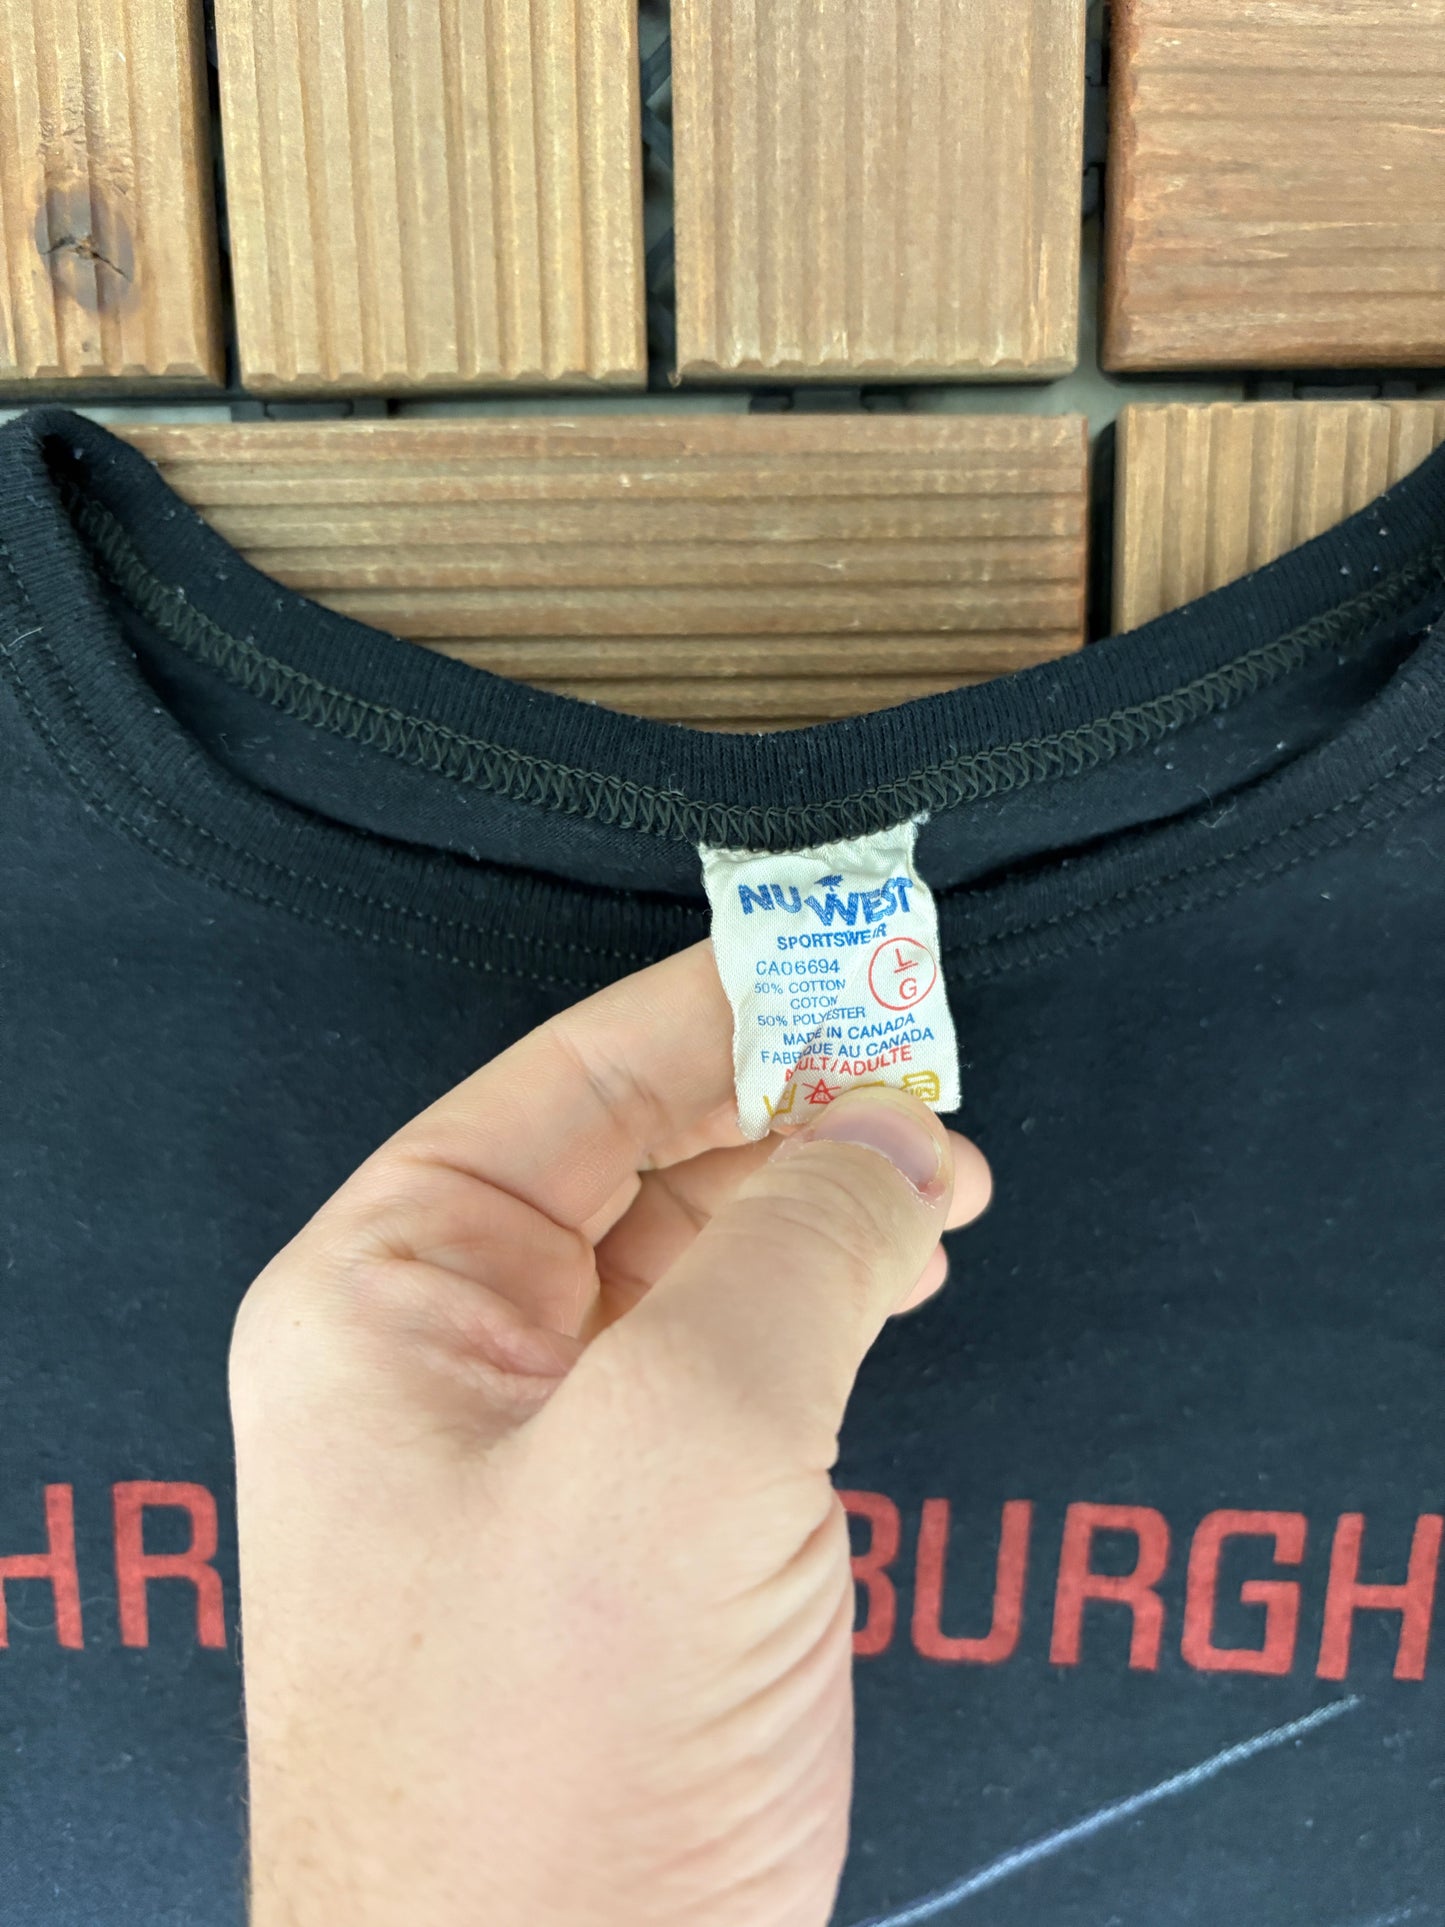 NU WEST
SPORTSWEAR
CA06694
L
G
50% COTTON
COTON
50% POLYESTER
MADE IN CANADA
FABRIQUE AU CANADA
ADULT/ADULTE
HR BURGH